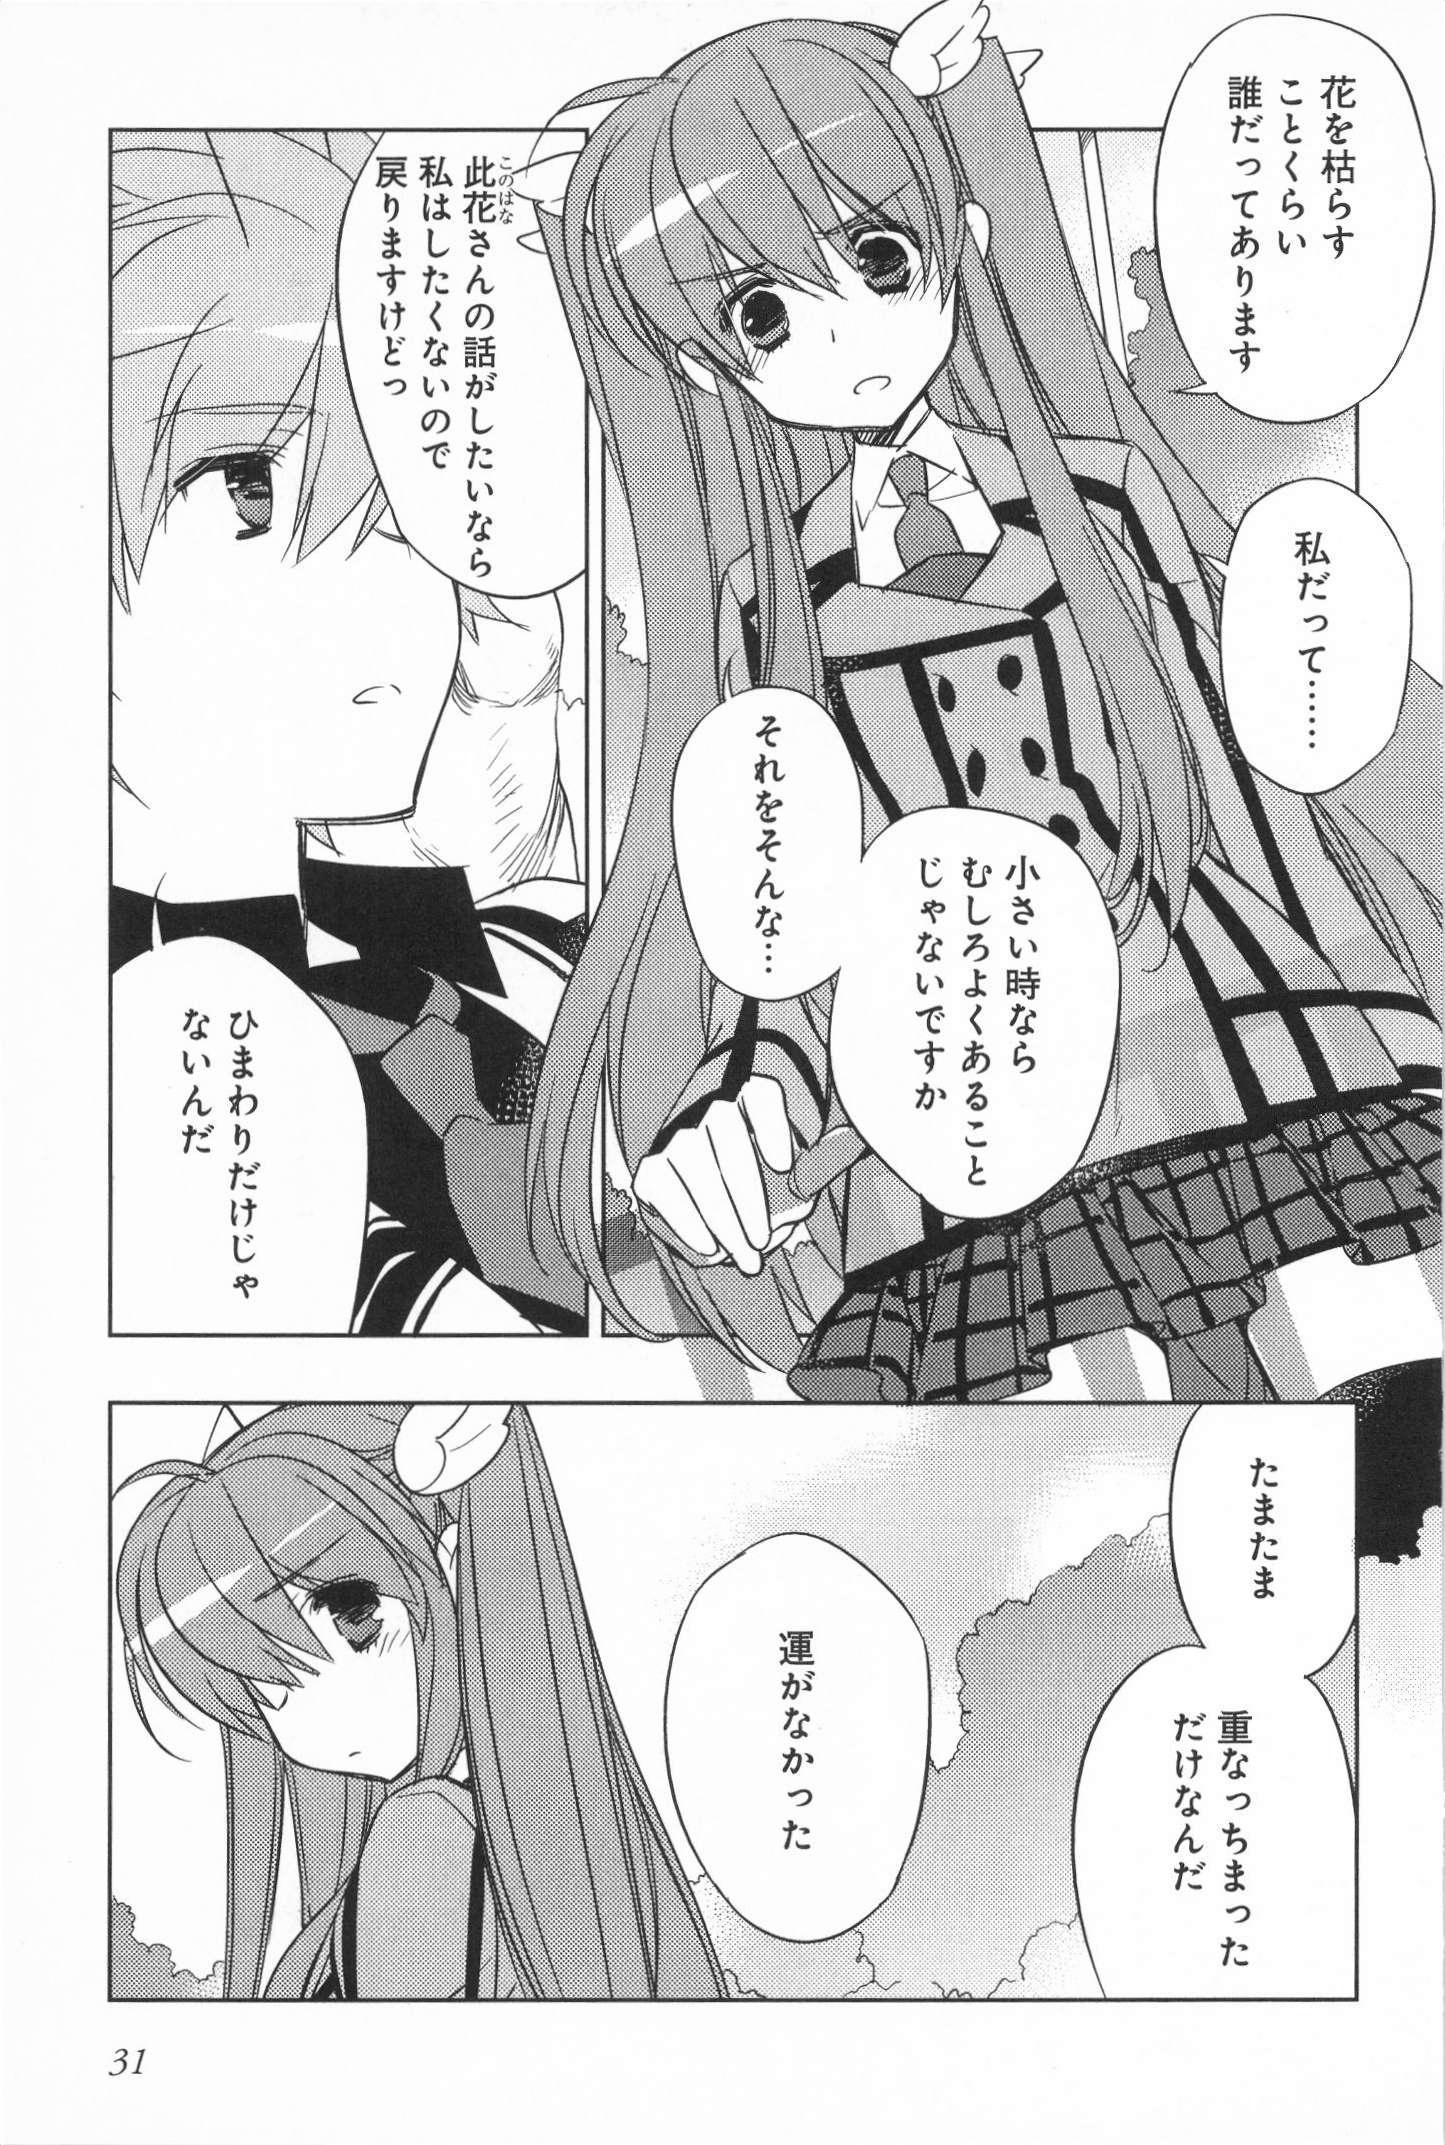 花を枯らす
ことくらい
誰だってあります
私だって……
小さい時なら
むしろよくあること
じゃないですか
それをそんな…
此花さんの話がしたいなら
このはな
私はしたくないので
戻りますけどっ
ひまわりだけじゃ
ないんだ
たまたま
重なっちまった
だけなんだ
運がなかった
31